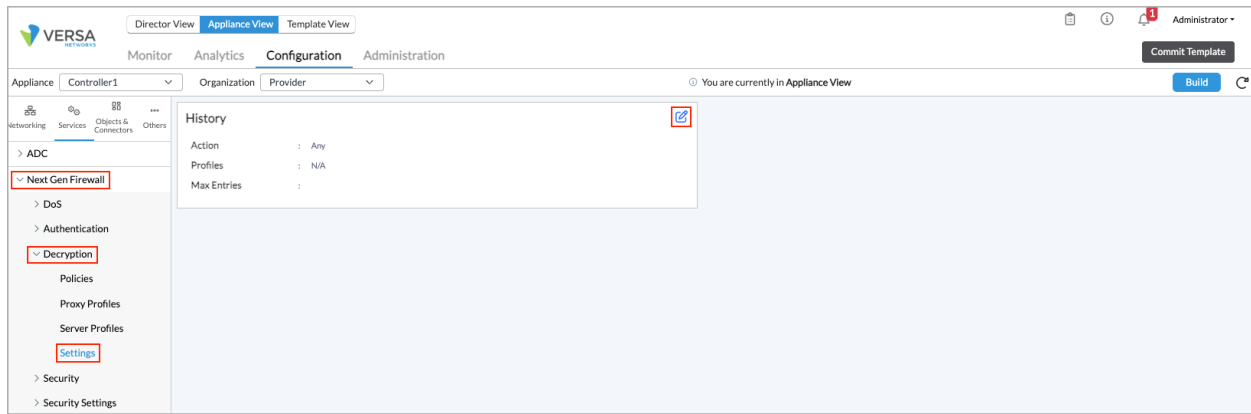 VERSA
NETWORKS
Director View Appliance View Template View
1
Administrator
Monitor Analytics Configuration Administration
Commit Template
Appliance Controller1 Organization Provider
You are currently in Appliance View
Build
Networking Services Objects & Connectors Others
ADC
Next Gen Firewall
DoS
Authentication
Decryption
Policies
Proxy Profiles
Server Profiles
Settings
Security
Security Settings
History
Action : Any
Profiles : N/A
Max Entries :